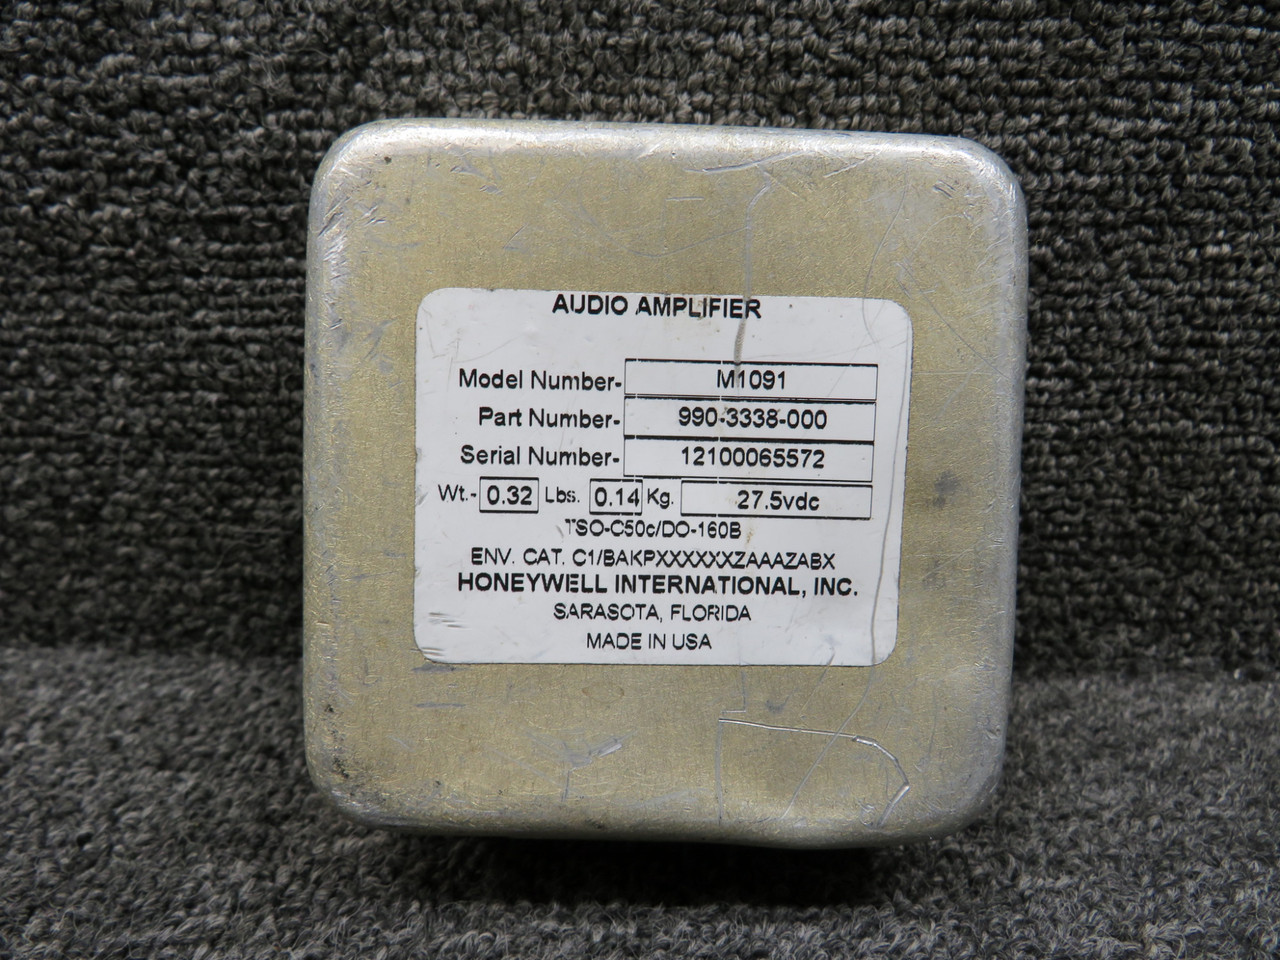 AUDIO AMPLIFIER
Model Number- M1091
Part Number- 990-3338-000
Serial Number- 12100065572
Wt.- 0.32 Lbs. 0.14 Kg. 27.5vdc
TSO-C50c/DO-160B
ENV. CAT. C1/BAKPXXXXXXZAAAZABX
HONEYWELL INTERNATIONAL, INC.
SARASOTA, FLORIDA
MADE IN USA